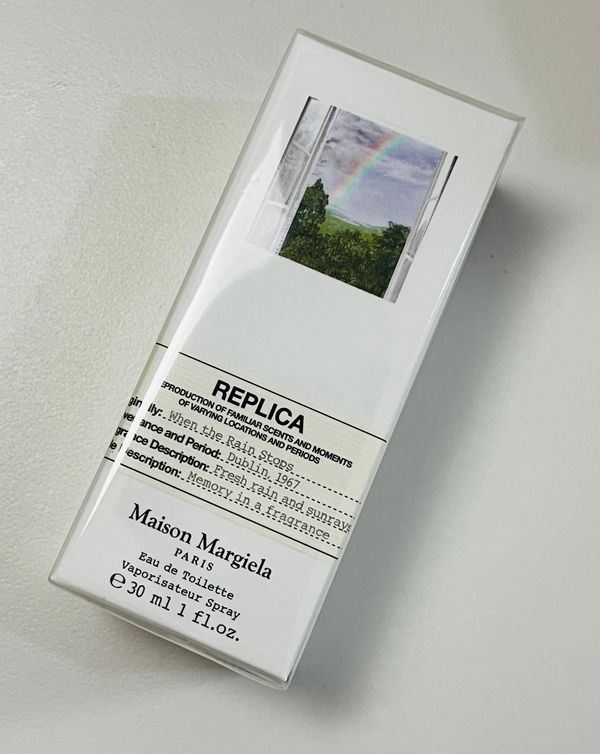 REPLICA
EPRODUCTION OF FAMILIAR SCENTS AND MOMENTS
OF VARYING LOCATIONS AND PERIODS
ginally: When the Rain Stops
venance and Period: Dublin, 1967
grance Description: Fresh rain and sunrays
e Description: Memory in a fragrance
Maison Margiela
PARIS
Eau de Toilette
Vaporisateur Spray
℮ 30 ml 1 fl.oz.